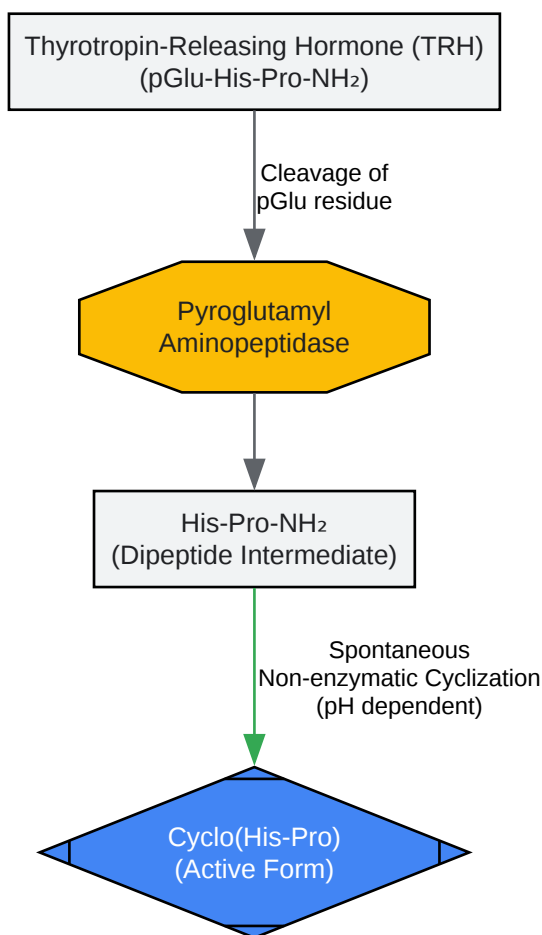 Thyrotropin-Releasing Hormone (TRH)
(pGlu-His-Pro-NH₂)
Cleavage of
pGlu residue
Pyroglutamyl
Aminopeptidase
His-Pro-NH₂
(Dipeptide Intermediate)
Spontaneous
Non-enzymatic Cyclization
(pH dependent)
Cyclo(His-Pro)
(Active Form)